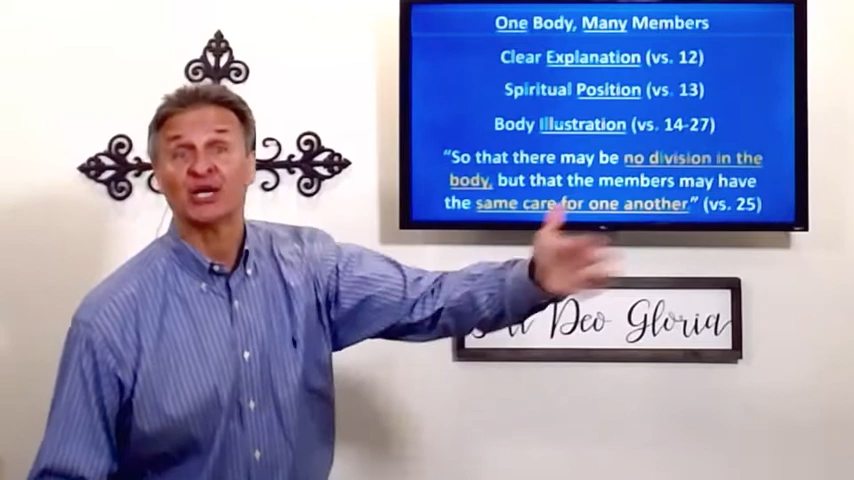 One Body, Many Members
Clear Explanation (vs. 12)
Spiritual Position (vs. 13)
Body Illustration (vs. 14-27)
"So that there may be no division in the
body, but that the members may have
the same care for one another." (vs. 25)
Deo Gloria